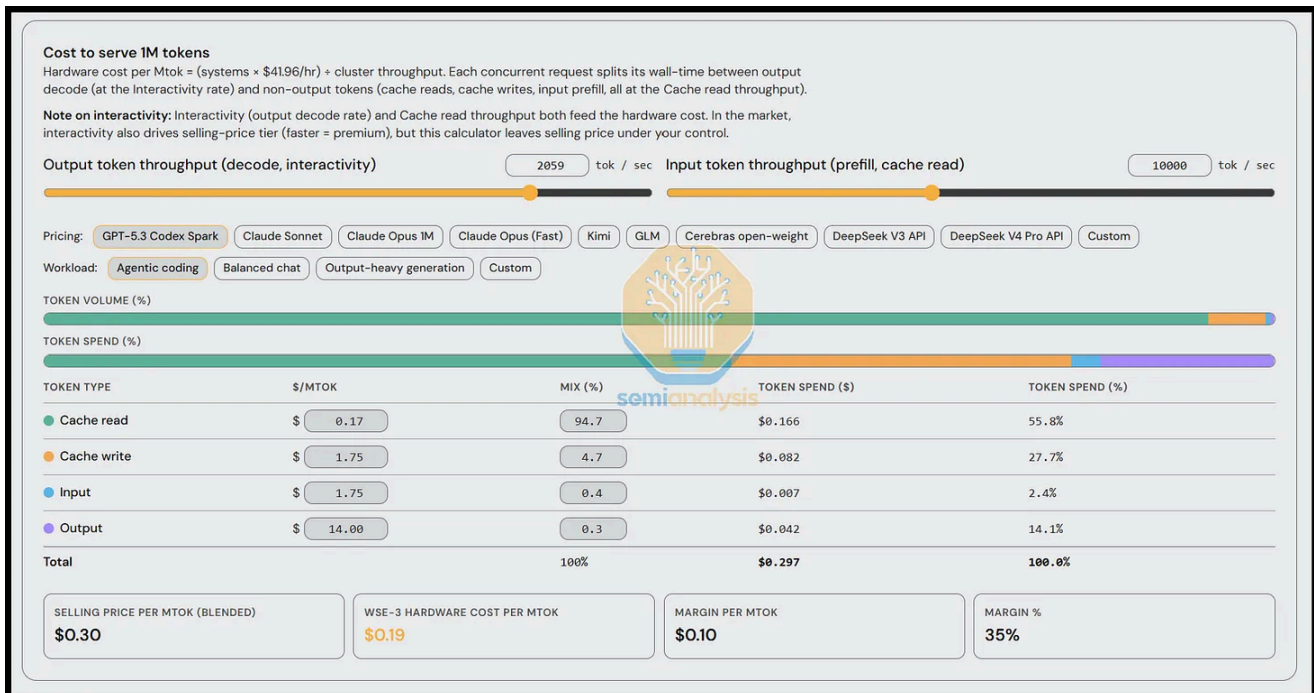 Cost to serve 1M tokens
Hardware cost per Mtok = (systems × $41.96/hr) ÷ cluster throughput. Each concurrent request splits its wall-time between output
decode (at the Interactivity rate) and non-output tokens (cache reads, cache writes, input prefill, all at the Cache read throughput).
Note on interactivity: Interactivity (output decode rate) and Cache read throughput both feed the hardware cost. In the market,
interactivity also drives selling-price tier (faster = premium), but this calculator leaves selling price under your control.
Output token throughput (decode, interactivity) 2059 tok / sec Input token throughput (prefill, cache read) 10000 tok / sec
Pricing: GPT-5.3 Codex Spark Claude Sonnet Claude Opus 1M Claude Opus (Fast) Kimi GLM Cerebras open-weight DeepSeek V3 API DeepSeek V4 Pro API Custom
Workload: Agentic coding Balanced chat Output-heavy generation Custom
TOKEN VOLUME (%)
TOKEN SPEND (%)
TOKEN TYPE $/MTOK MIX (%) TOKEN SPEND ($) TOKEN SPEND (%)
semianalysis
Cache read $ 0.17 94.7 $0.166 55.8%
Cache write $ 1.75 4.7 $0.082 27.7%
Input $ 1.75 0.4 $0.007 2.4%
Output $ 14.00 0.3 $0.042 14.1%
Total 100% $0.297 100.0%
SELLING PRICE PER MTOK (BLENDED) WSE-3 HARDWARE COST PER MTOK MARGIN PER MTOK MARGIN %
$0.30 $0.19 $0.10 35%